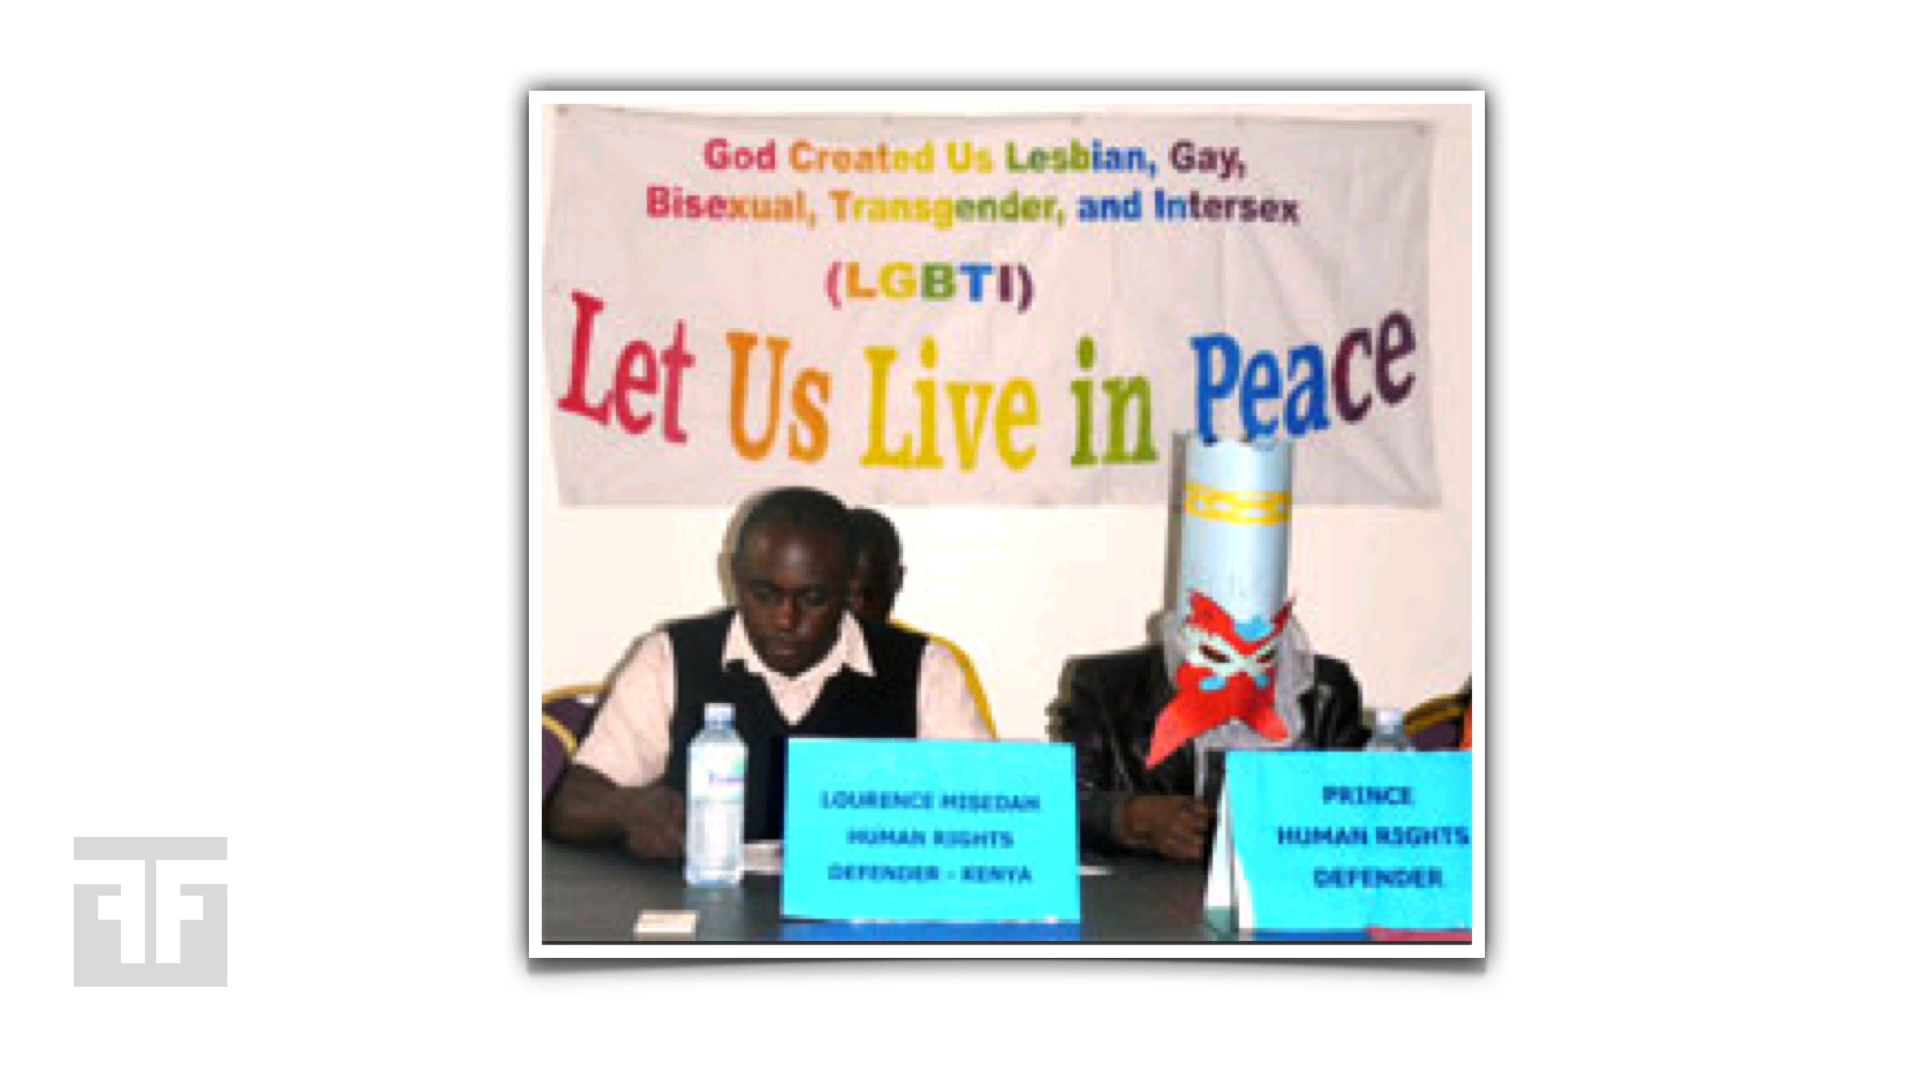 God Created Us Lesbian, Gay,
Bisexual, Transgender, and Intersex
(LGBTI)
Let Us Live in Peace
LOURENCE MISEDAH
HUMAN RIGHTS
DEFENDER - KENYA
PRINCE
HUMAN RIGHTS
DEFENDER